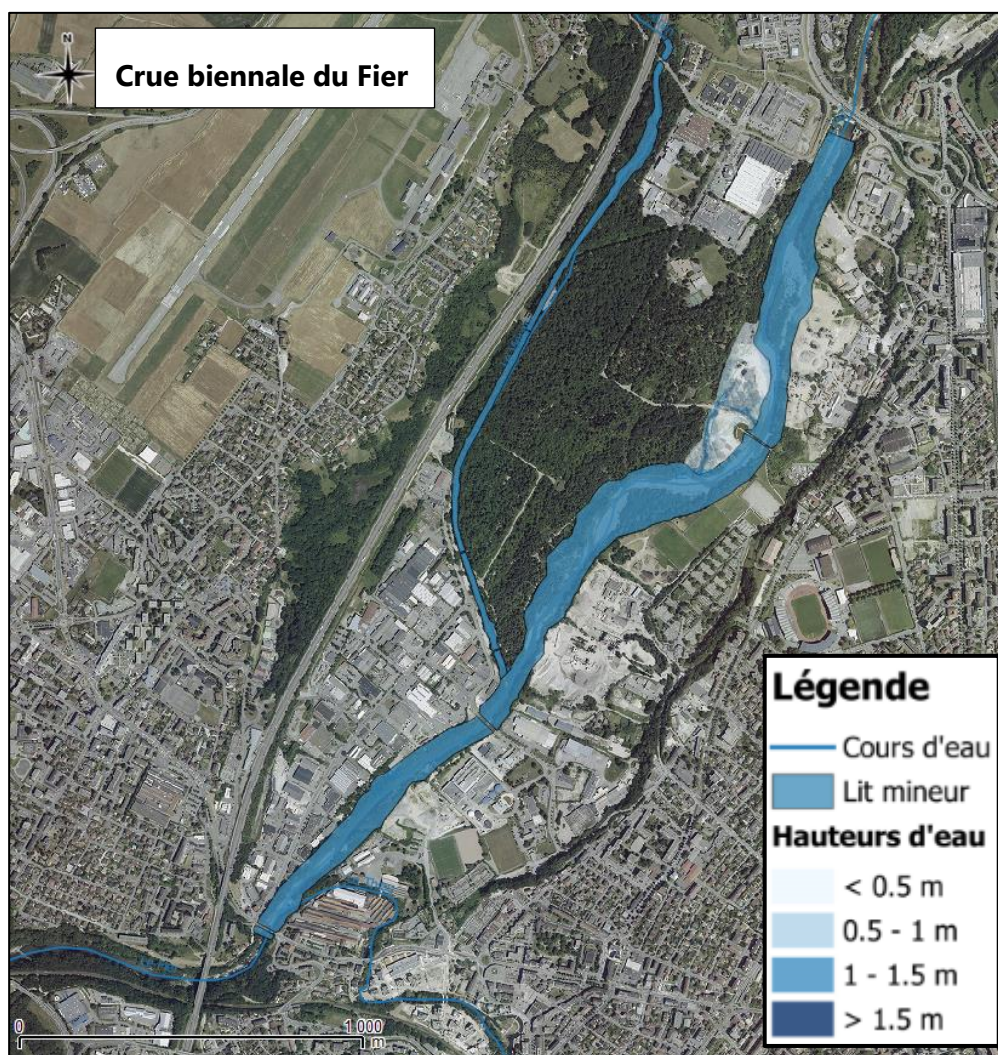 N
Crue biennale du Fier
Légende
Cours d'eau
Lit mineur
Hauteurs d'eau
< 0.5 m
0.5 - 1 m
1 - 1.5 m
> 1.5 m
0
1 000
m